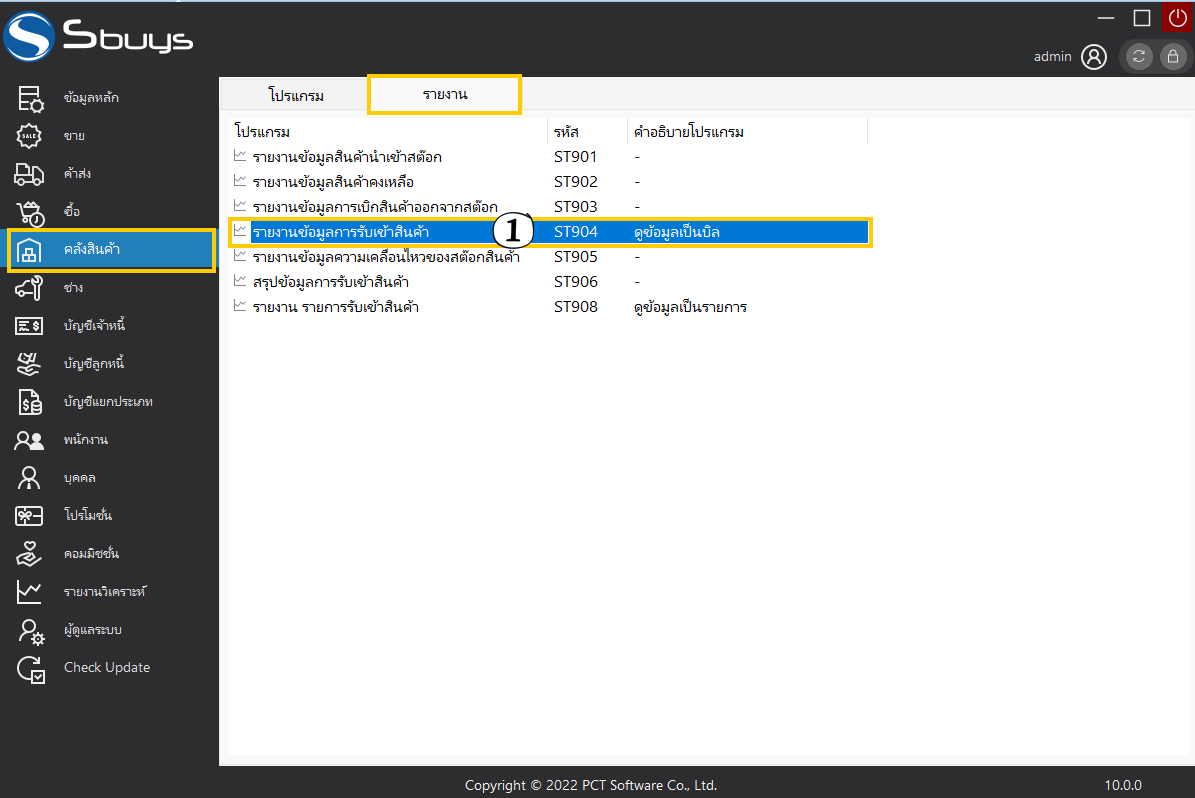 Sbuys
admin
ข้อมูลหลัก
SALE
ขาย
ค้าส่ง
ซื้อ
คลังสินค้า
ช่าง
บัญชีเจ้าหนี้
บัญชีลูกหนี้
บัญชีแยกประเภท
พนักงาน
บุคคล
โปรโมชั่น
คอมมิชชั่น
รายงานวิเคราะห์
ผู้ดูแลระบบ
Check Update
โปรแกรม รายงาน
โปรแกรม รหัส คำอธิบายโปรแกรม
รายงานข้อมูลสินค้านำเข้าสต๊อก ST901 -
รายงานข้อมูลสินค้าคงเหลือ ST902 -
รายงานข้อมูลการเบิกสินค้าออกจากสต๊อก ST903 -
รายงานข้อมูลการรับเข้าสินค้า 1 ST904 ดูข้อมูลเป็นบิล
รายงานข้อมูลความเคลื่อนไหวของสต๊อกสินค้า ST905 -
สรุปข้อมูลการรับเข้าสินค้า ST906 -
รายงาน รายการรับเข้าสินค้า ST908 ดูข้อมูลเป็นรายการ
Copyright © 2022 PCT Software Co., Ltd. 10.0.0